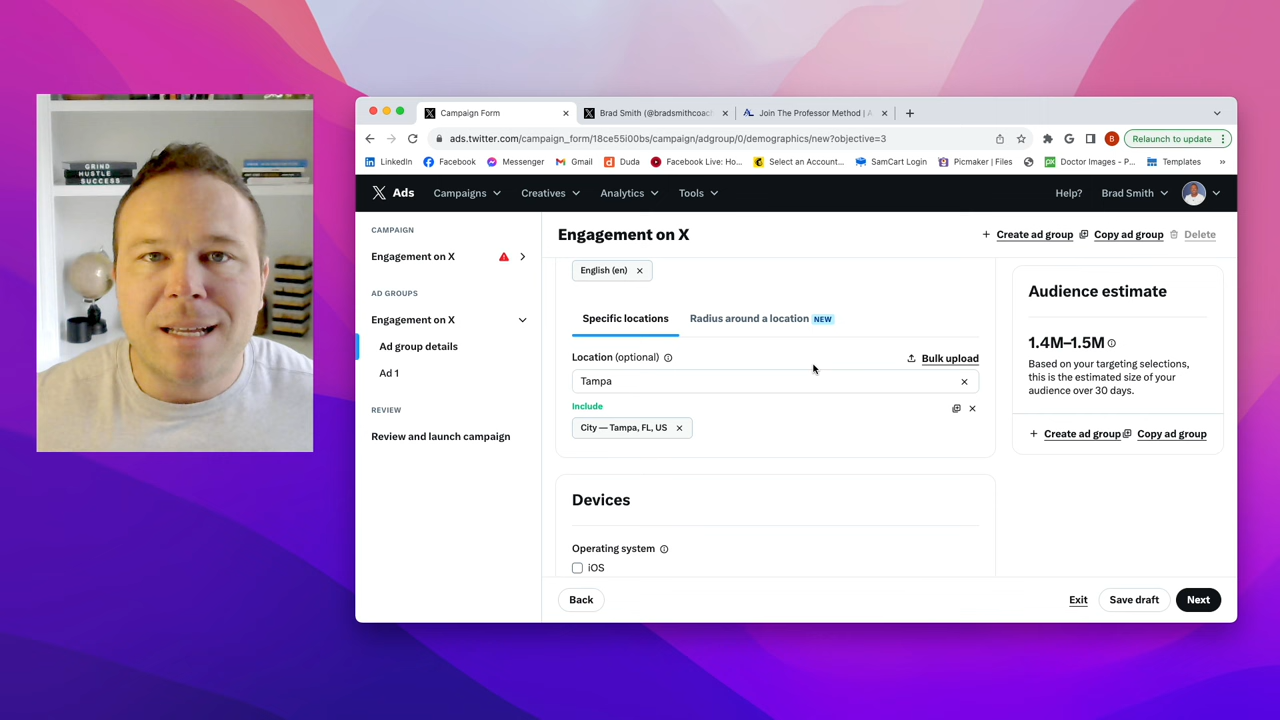 GRIND
HUSTLE
SUCCESS
Campaign Form
Brad Smith (@bradsmithcoac
Join The Professor Method | A
ads.twitter.com/campaign_form/18ce55i00bs/campaign/adgroup/0/demographics/new?objective=3
B
Relaunch to update
LinkedIn
Facebook
Messenger
Gmail
Duda
Facebook Live: Ho...
Select an Account...
SamCart Login
Picmaker | Files
Doctor Images - P...
Templates
»
Ads
Campaigns
Creatives
Analytics
Tools
Help?
Brad Smith
CAMPAIGN
Engagement on X
AD GROUPS
Engagement on X
Ad group details
Ad 1
REVIEW
Review and launch campaign
Engagement on X
+ Create ad group
Copy ad group
Delete
English (en)
Specific locations
Radius around a location NEW
Location (optional)
Bulk upload
Tampa
Include
City — Tampa, FL, US
Devices
Operating system
iOS
Audience estimate
1.4M–1.5M
Based on your targeting selections,
this is the estimated size of your
audience over 30 days.
+ Create ad group
Copy ad group
Back
Exit
Save draft
Next